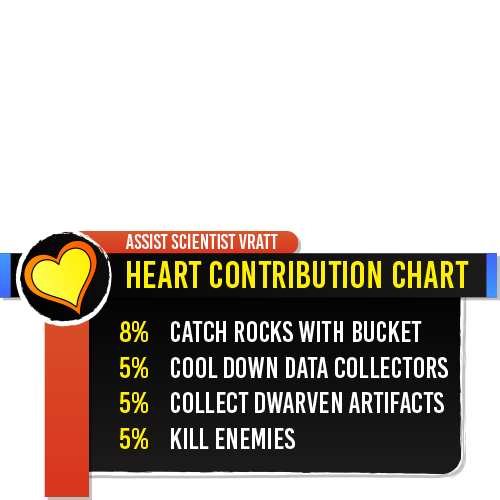 ASSIST SCIENTIST VRATT
HEART CONTRIBUTION CHART
8% CATCH ROCKS WITH BUCKET
5% COOL DOWN DATA COLLECTORS
5% COLLECT DWARVEN ARTIFACTS
5% KILL ENEMIES